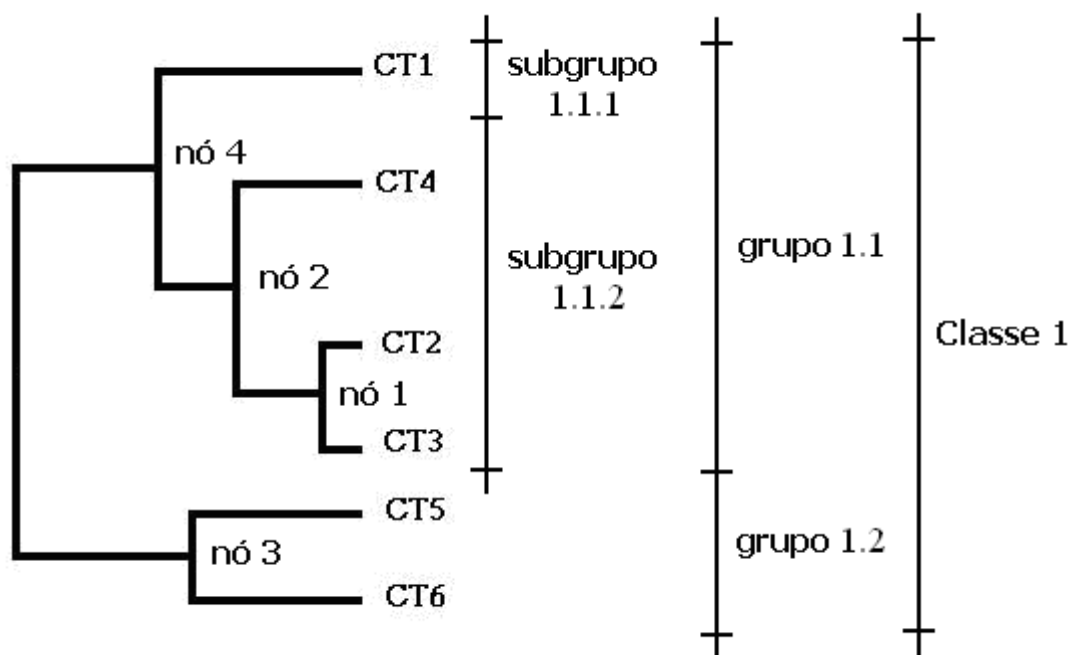 CT1
subgrupo
1.1.1
nó 4
CT4
nó 2
subgrupo
1.1.2
grupo 1.1
CT2
Classe 1
nó 1
CT3
CT5
nó 3
grupo 1.2
CT6